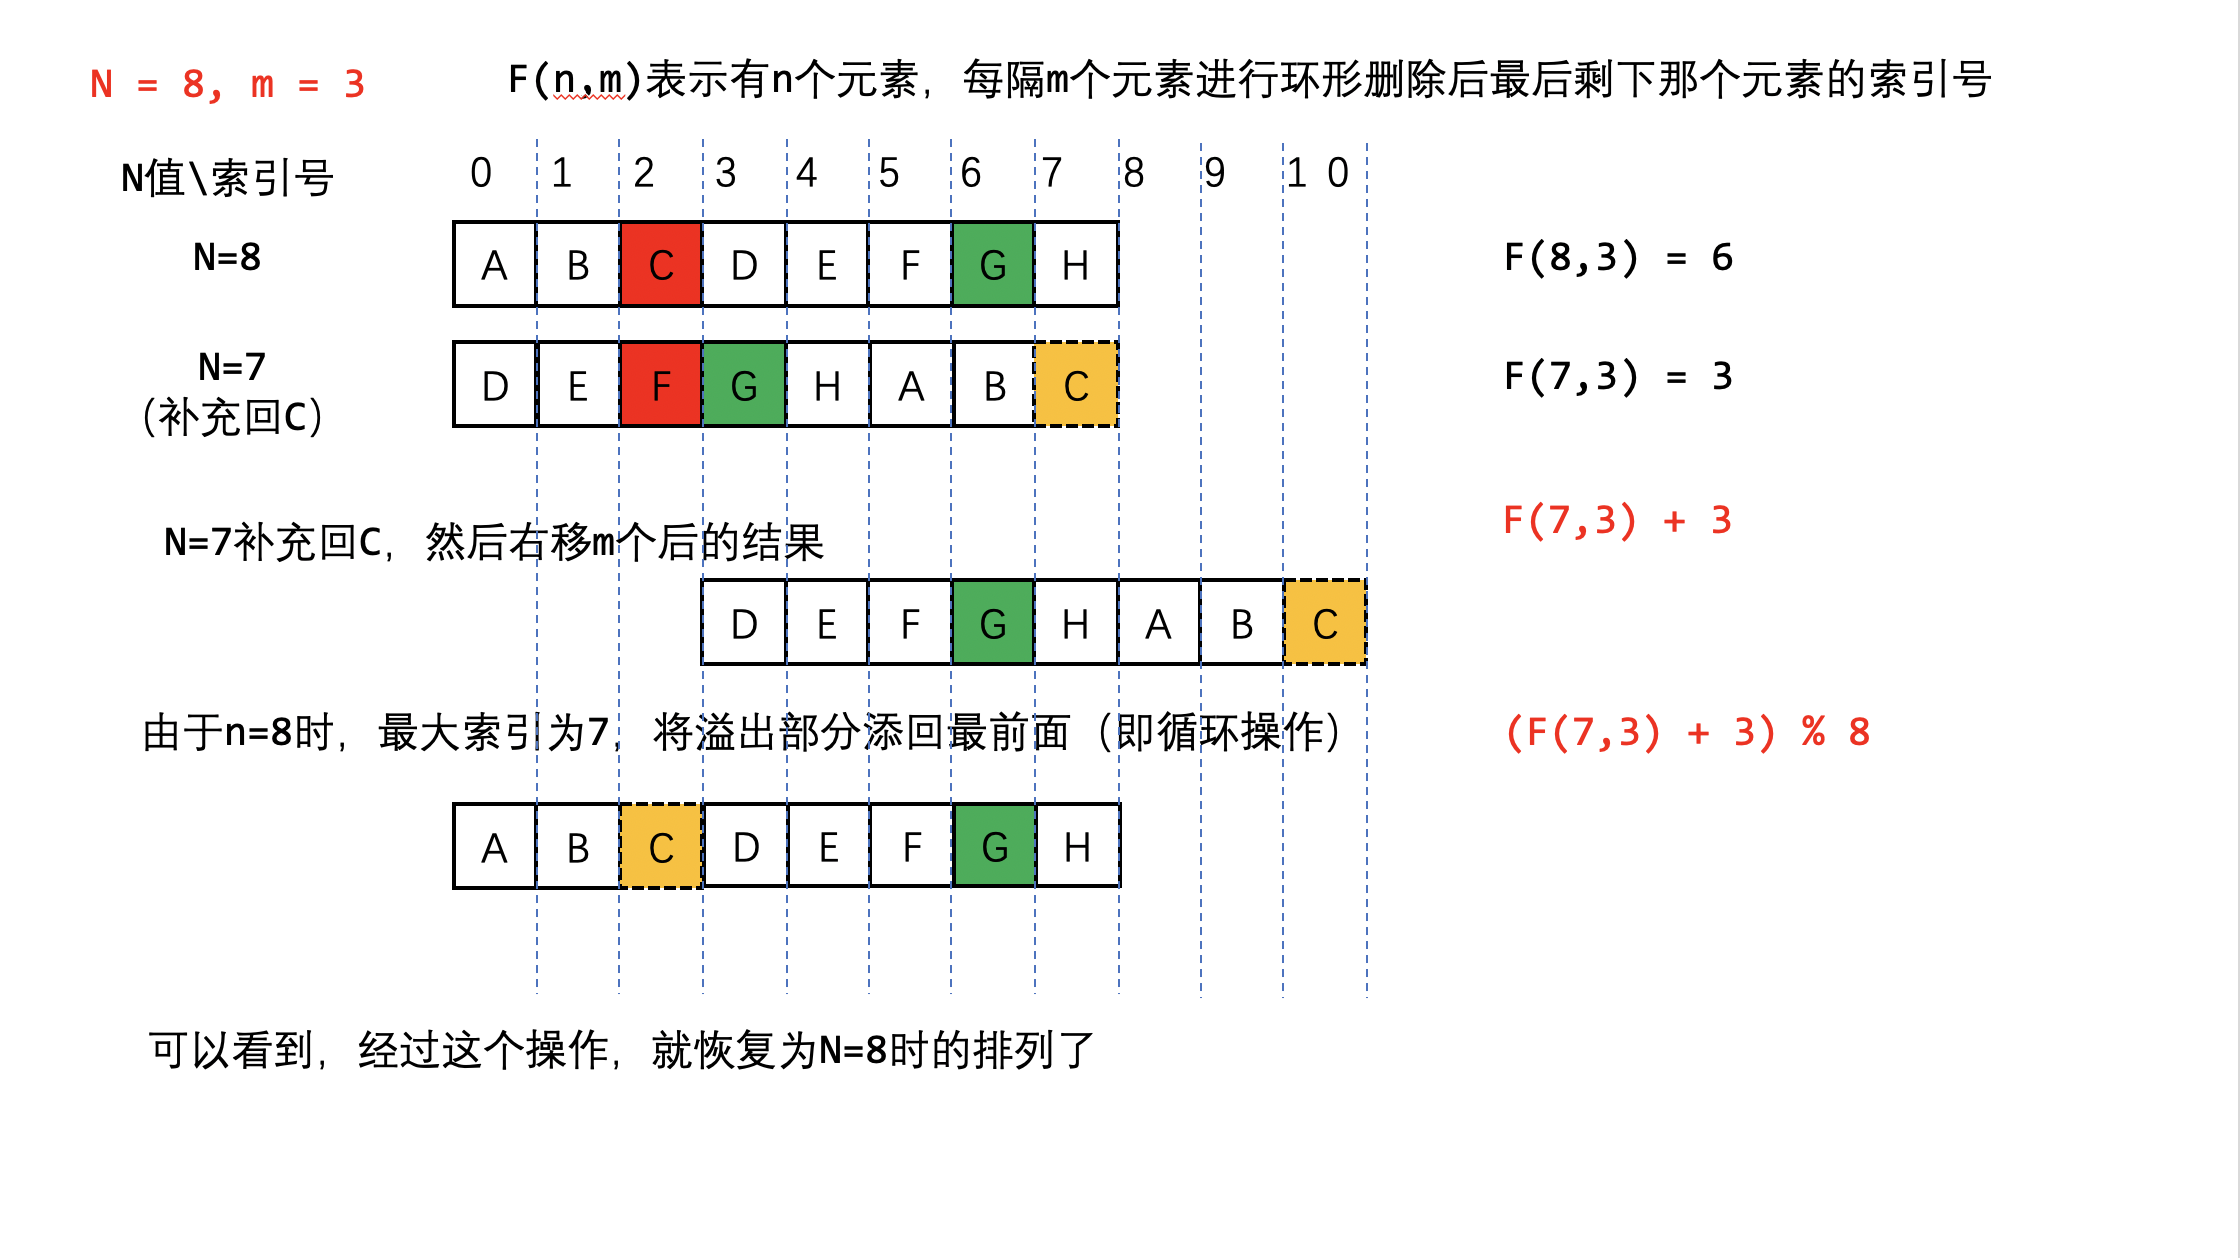 N = 8, m = 3
F(n,m)表示有n个元素，每隔m个元素进行环形删除后最后剩下那个元素的索引号
N值\索引号 0 1 2 3 4 5 6 7 8 9 10
N=8 A B C D E F G H F(8,3) = 6
N=7
（补充回C）
D E F G H A B C F(7,3) = 3
N=7补充回C，然后右移m个后的结果 F(7,3) + 3
D E F G H A B C
由于n=8时，最大索引为7，将溢出部分添回最前面（即循环操作） (F(7,3) + 3) % 8
A B C D E F G H
可以看到，经过这个操作，就恢复为N=8时的排列了